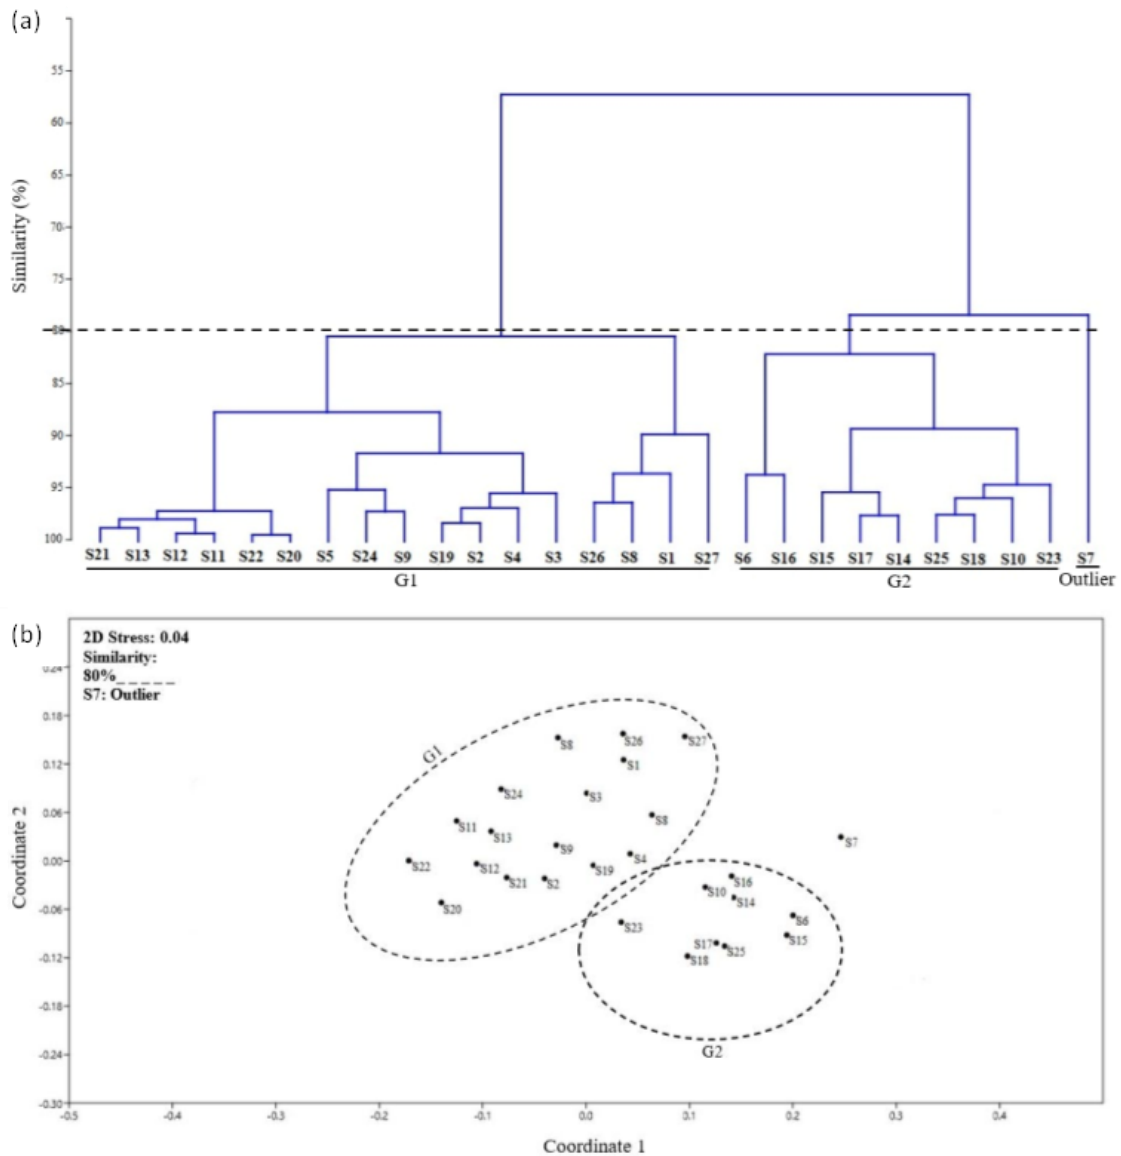 (a)
55
60
65
70
75
80
85
90
95
100
Similarity (%)
S21 S13 S12 S11 S22 S20 S5 S24 S9 S19 S2 S4 S3 S26 S8 S1 S27 S6 S16 S15 S17 S14 S25 S18 S10 S23 S7
G1 G2 Outlier
(b)
2D Stress: 0.04
Similarity:
80%_ _ _ _ _ _
S7: Outlier
0.24
0.18
0.12
0.06
0.00
-0.06
-0.12
-0.18
-0.24
-0.30
Coordinate 2
G1
S8
S26
S27
S1
S24
S3
S11
S13
S8
S9
S4
S22
S12
S19
S21
S2
S20
S7
S16
S10
S14
S23
S6
S15
S17
S25
S18
G2
-0.5 -0.4 -0.3 -0.2 -0.1 0.0 0.1 0.2 0.3 0.4
Coordinate 1